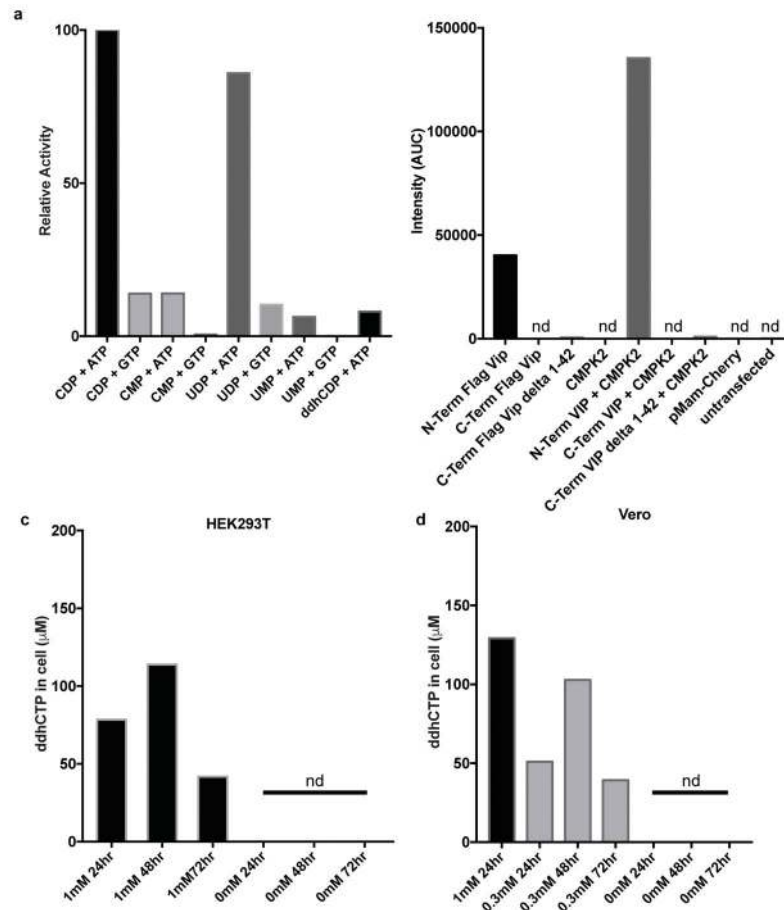 a
Relative Activity
100
50
0
CDP + ATP
CDP + GTP
CMP + ATP
CMP + GTP
UDP + ATP
UDP + GTP
UMP + ATP
UMP + GTP
ddhCDP + ATP
Intensity (AUC)
150000
100000
50000
0
nd
nd
nd
nd
nd
N-Term Flag Vip
C-Term Flag Vip
C-Term Flag Vip delta 1-42
CMPK2
N-Term VIP + CMPK2
C-Term VIP + CMPK2
C-Term VIP delta 1-42 + CMPK2
pMam-Cherry
untransfected
c
HEK293T
ddhCTP in cell (μM)
200
150
100
50
0
nd
1mM 24hr
1mM 48hr
1mM72hr
0mM 24hr
0mM 48hr
0mM 72hr
d
Vero
ddhCTP in cell (μM
200
150
100
50
0
nd
1mM 24hr
0.3mM 24hr
0.3mM 48hr
0.3mM 72hr
0mM 24hr
0mM 48hr
0mM 72hr